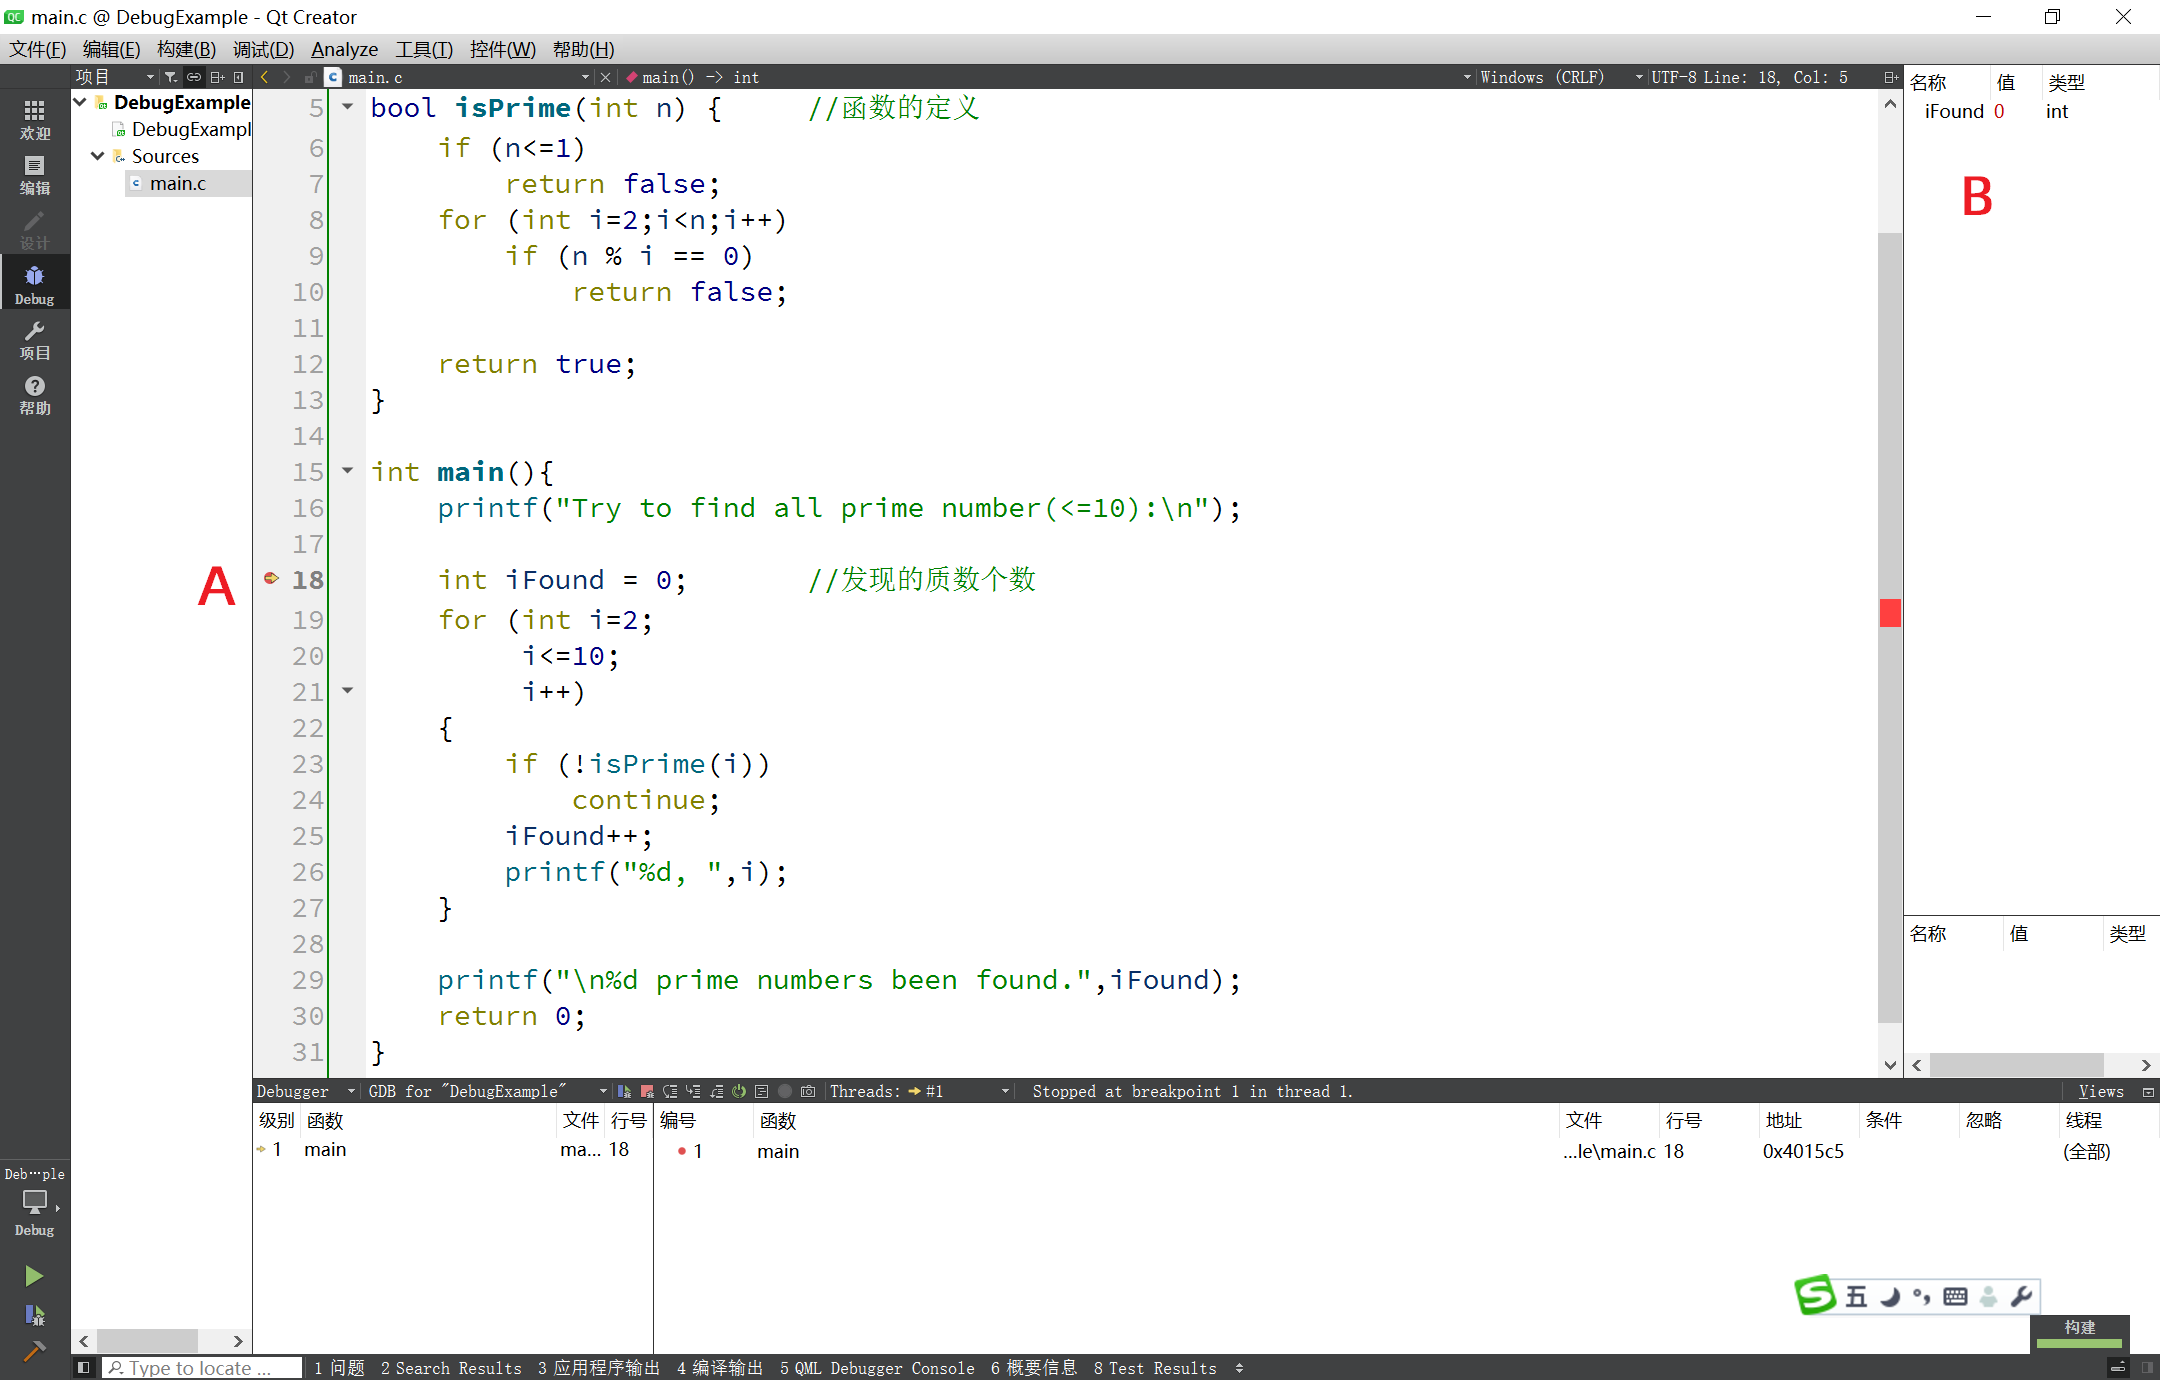 main.c @ DebugExample - Qt Creator
文件(F) 编辑(E) 构建(B) 调试(D) Analyze 工具(T) 控件(W) 帮助(H)
项目 main.c main() -> int Windows (CRLF) UTF-8 Line: 18, Col: 5
欢迎
编辑
设计
Debug
项目
帮助
DebugExample
DebugExampl
Sources
main.c
5 bool isPrime(int n) { //函数的定义
6 if (n<=1)
7 return false;
8 for (int i=2;i<n;i++)
9 if (n % i == 0)
10 return false;
11
12 return true;
13 }
14
15 int main(){
16 printf("Try to find all prime number(<=10):\n");
17
A
18 int iFound = 0; //发现的质数个数
19 for (int i=2;
20 i<=10;
21 i++)
22 {
23 if (!isPrime(i))
24 continue;
25 iFound++;
26 printf("%d, ",i);
27 }
28
29 printf("\n%d prime numbers been found.",iFound);
30 return 0;
31 }
名称 值 类型
iFound 0 int
B
名称 值 类型
Debugger GDB for "DebugExample" Threads: #1 Stopped at breakpoint 1 in thread 1. Views
级别 函数 文件 行号
1 main ma... 18
编号 函数 文件 行号 地址 条件 忽略 线程
1 main ...le\main.c 18 0x4015c5 (全部)
Deb···ple
Debug
五
构建
Type to locate ... 1 问题 2 Search Results 3 应用程序输出 4 编译输出 5 QML Debugger Console 6 概要信息 8 Test Results